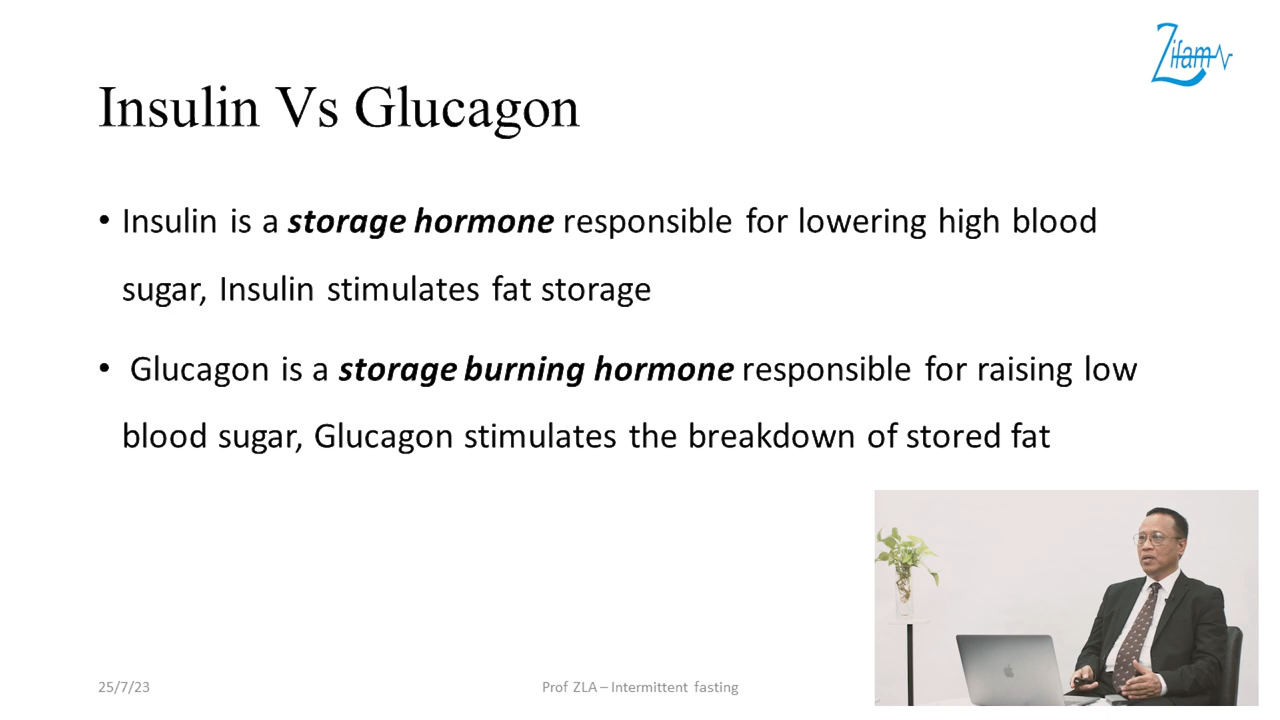 Zifam
Insulin Vs Glucagon
• Insulin is a storage hormone responsible for lowering high blood
sugar, Insulin stimulates fat storage
• Glucagon is a storage burning hormone responsible for raising low
blood sugar, Glucagon stimulates the breakdown of stored fat
25/7/23
Prof ZLA – Intermittent fasting